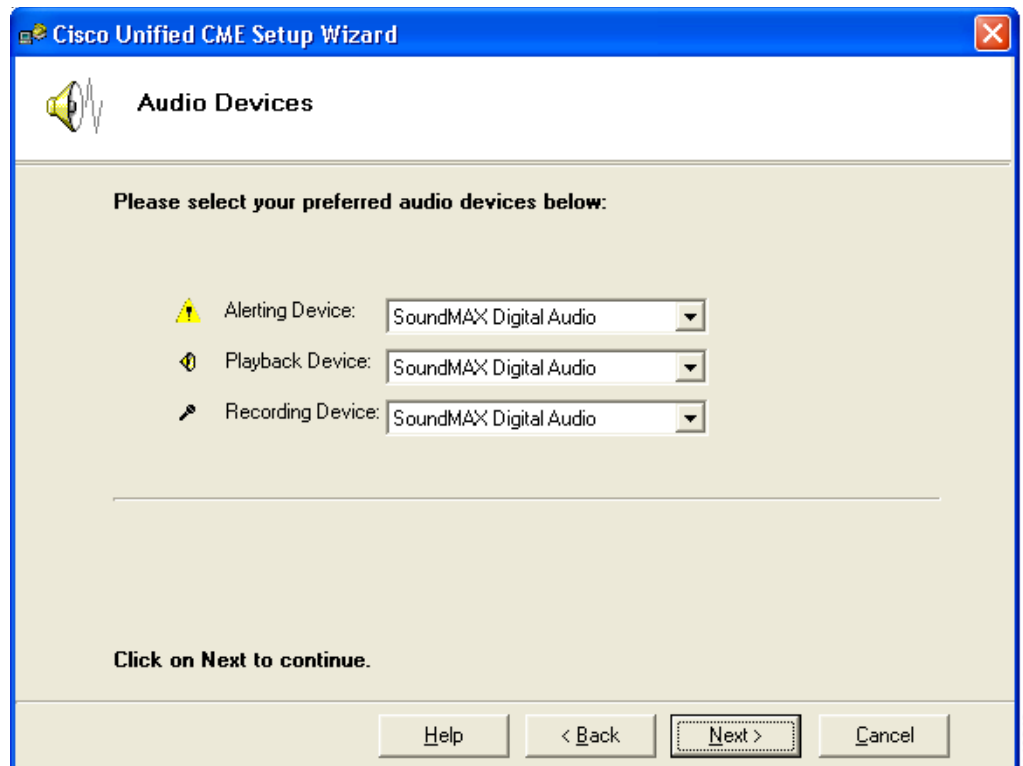 Cisco Unified CME Setup Wizard
Audio Devices
Please select your preferred audio devices below:
Alerting Device: SoundMAX Digital Audio
Playback Device: SoundMAX Digital Audio
Recording Device: SoundMAX Digital Audio
Click on Next to continue.
Help < Back Next > Cancel